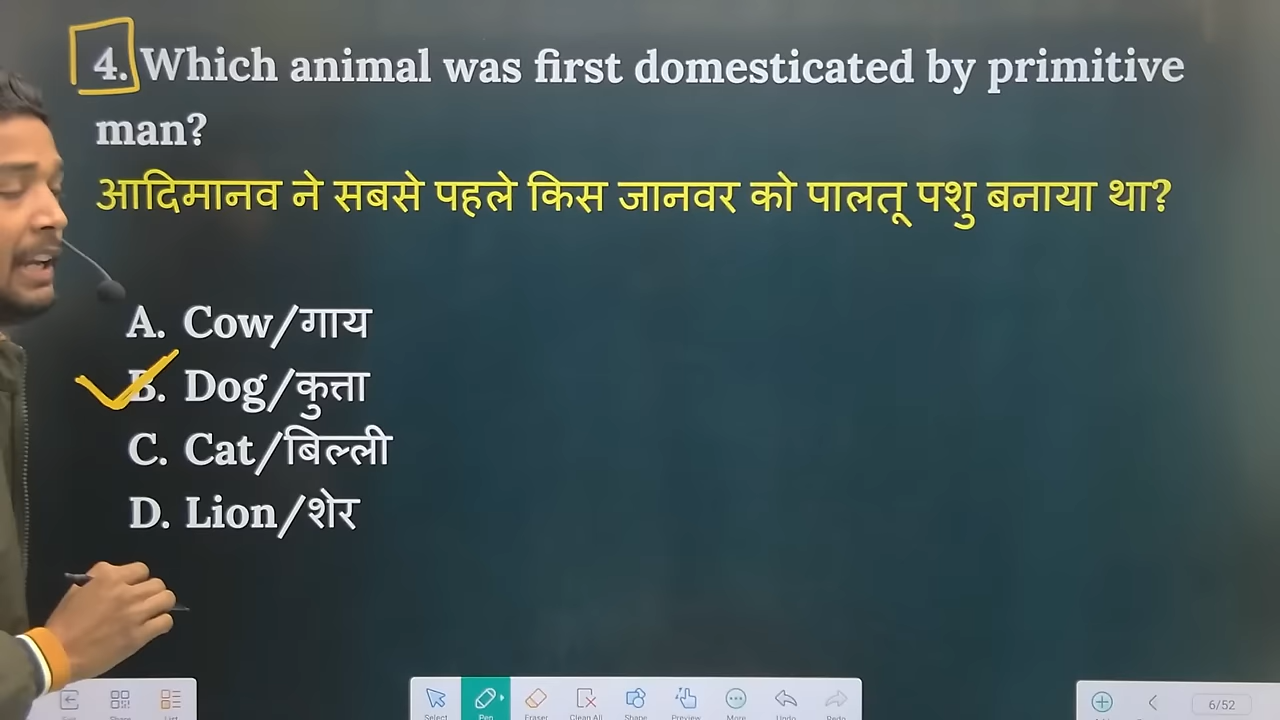 4. Which animal was first domesticated by primitive
man?
आदिमानव ने सबसे पहले किस जानवर को पालतू पशु बनाया था?
A. Cow/गाय
B. Dog/कुत्ता
C. Cat/बिल्ली
D. Lion/शेर
Select Pen Eraser Clean All Shape Preview More Undo Redo
6/52